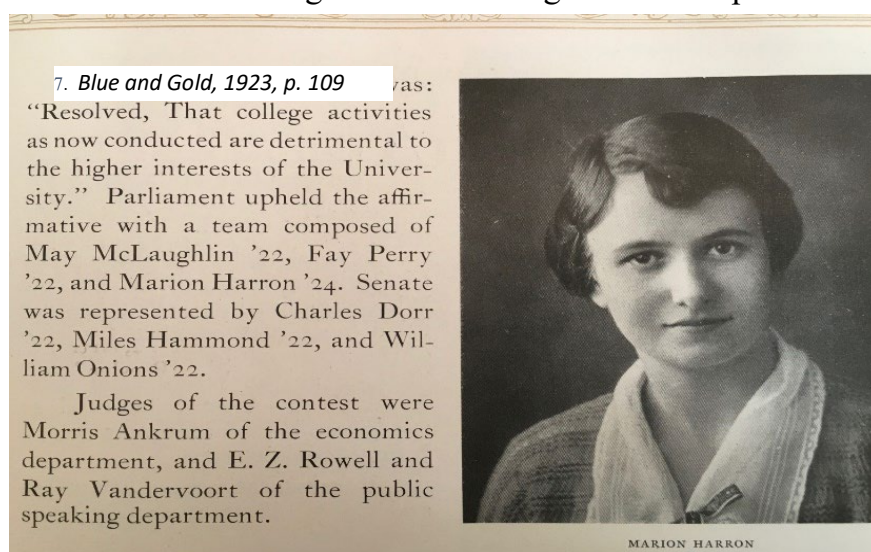 7. Blue and Gold, 1923, p. 109 was:
“Resolved, That college activities
as now conducted are detrimental to
the higher interests of the Univer-
sity.” Parliament upheld the affir-
mative with a team composed of
May McLaughlin ’22, Fay Perry
’22, and Marion Harron ’24. Senate
was represented by Charles Dorr
’22, Miles Hammond ’22, and Wil-
liam Onions ’22.
Judges of the contest were
Morris Ankrum of the economics
department, and E. Z. Rowell and
Ray Vandervoort of the public
speaking department.
MARION HARRON